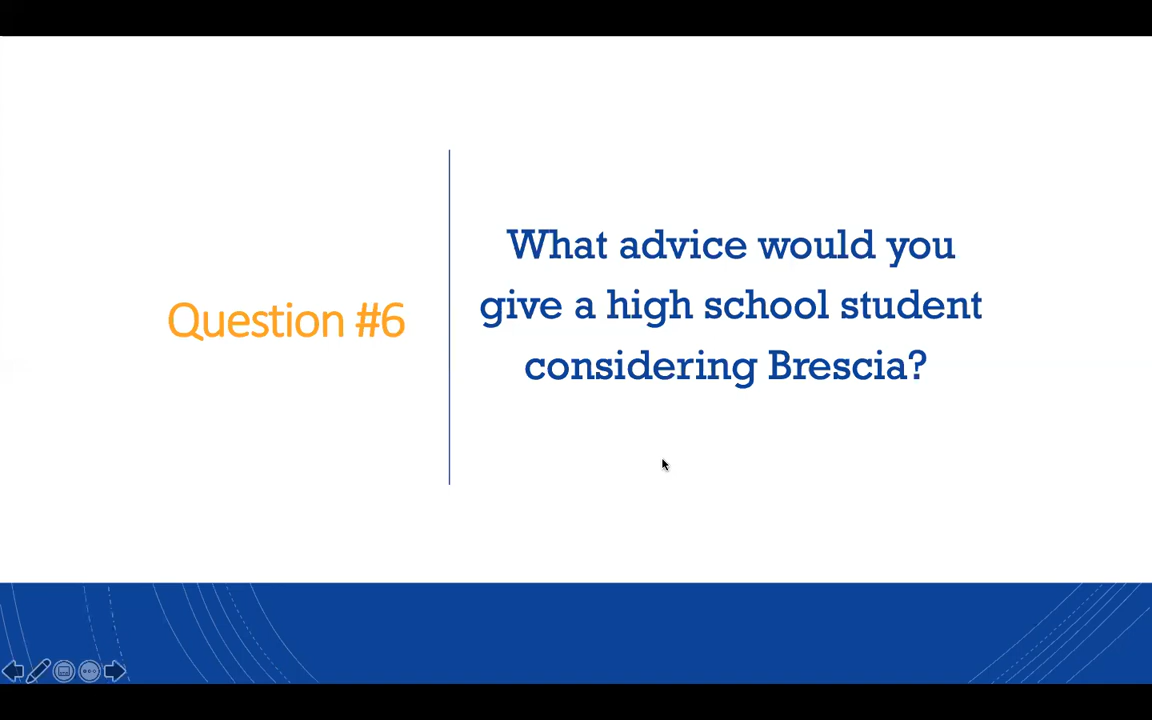 Question #6
What advice would you
give a high school student
considering Brescia?